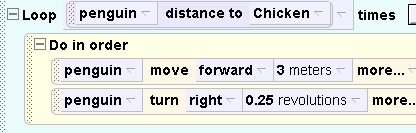 Loop penguin distance to Chicken times
Do in order
penguin move forward 3 meters more...
penguin turn right 0.25 revolutions more...